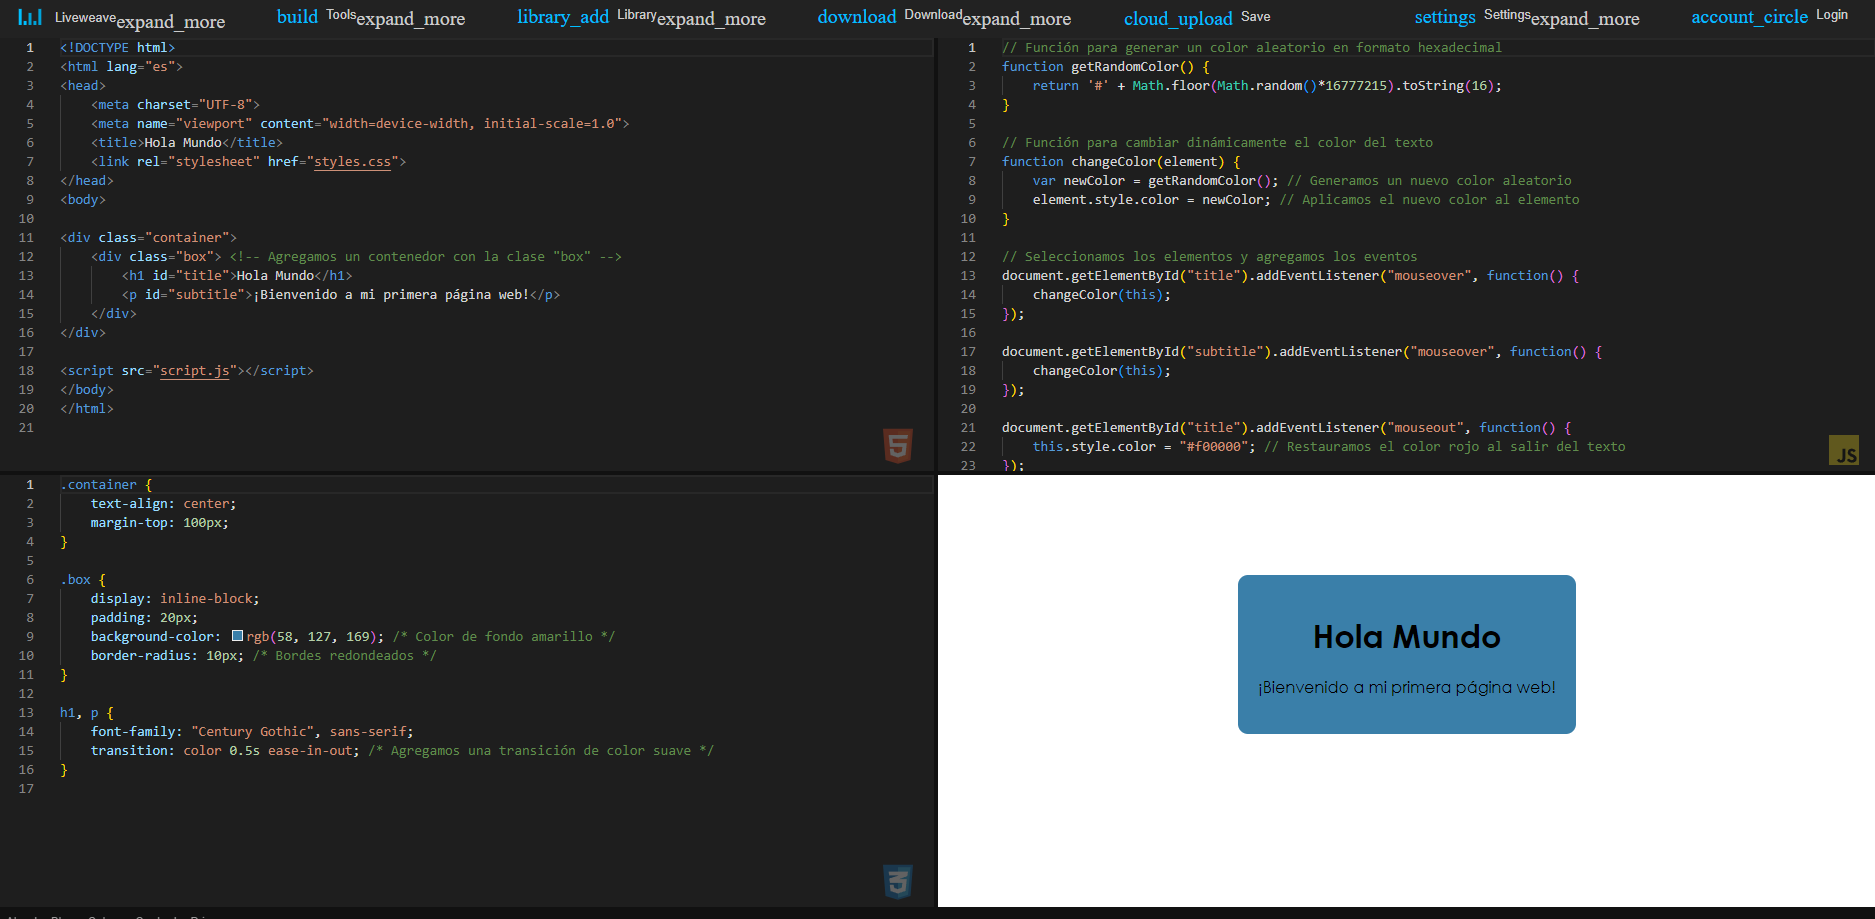 Liveweave expand_more build Tools expand_more library_add Library expand_more download Download expand_more cloud_upload Save settings Settings expand_more account_circle Login
1 <!DOCTYPE html>
2 <html lang="es">
3 <head>
4 <meta charset="UTF-8">
5 <meta name="viewport" content="width=device-width, initial-scale=1.0">
6 <title>Hola Mundo</title>
7 <link rel="stylesheet" href="styles.css">
8 </head>
9 <body>
10
11 <div class="container">
12 <div class="box"> <!-- Agregamos un contenedor con la clase "box" -->
13 <h1 id="title">Hola Mundo</h1>
14 <p id="subtitle">¡Bienvenido a mi primera página web!</p>
15 </div>
16 </div>
17
18 <script src="script.js"></script>
19 </body>
20 </html>
21
5
1 // Función para generar un color aleatorio en formato hexadecimal
2 function getRandomColor() {
3 return '#' + Math.floor(Math.random()*16777215).toString(16);
4 }
5
6 // Función para cambiar dinámicamente el color del texto
7 function changeColor(element) {
8 var newColor = getRandomColor(); // Generamos un nuevo color aleatorio
9 element.style.color = newColor; // Aplicamos el nuevo color al elemento
10 }
11
12 // Seleccionamos los elementos y agregamos los eventos
13 document.getElementById("title").addEventListener("mouseover", function() {
14 changeColor(this);
15 });
16
17 document.getElementById("subtitle").addEventListener("mouseover", function() {
18 changeColor(this);
19 });
20
21 document.getElementById("title").addEventListener("mouseout", function() {
22 this.style.color = "#f00000"; // Restauramos el color rojo al salir del texto
23 });
JS
1 .container {
2 text-align: center;
3 margin-top: 100px;
4 }
5
6 .box {
7 display: inline-block;
8 padding: 20px;
9 background-color: rgb(58, 127, 169); /* Color de fondo amarillo */
10 border-radius: 10px; /* Bordes redondeados */
11 }
12
13 h1, p {
14 font-family: "Century Gothic", sans-serif;
15 transition: color 0.5s ease-in-out; /* Agregamos una transición de color suave */
16 }
17
3
Hola Mundo
¡Bienvenido a mi primera página web!